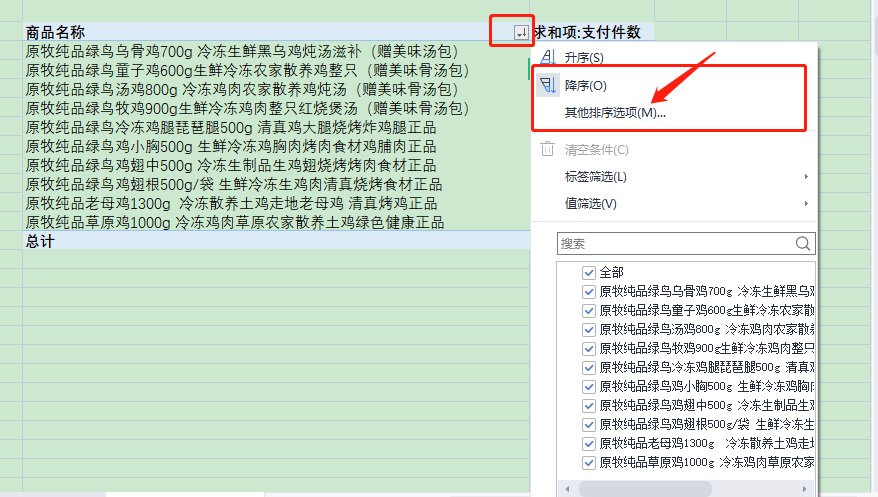 商品名称 求和项:支付件数
原牧纯品绿鸟乌骨鸡700g 冷冻生鲜黑乌鸡炖汤滋补（赠美味汤包）
原牧纯品绿鸟童子鸡600g生鲜冷冻农家散养鸡整只（赠美味骨汤包）
原牧纯品绿鸟汤鸡800g 冷冻鸡肉农家散养鸡炖汤（赠美味骨汤包）
原牧纯品绿鸟牧鸡900g生鲜冷冻鸡肉整只红烧煲汤（赠美味骨汤包）
原牧纯品绿鸟冷冻鸡腿琵琶腿500g 清真鸡大腿烧烤炸鸡腿正品
原牧纯品绿鸟鸡小胸500g 生鲜冷冻鸡胸肉烤肉食材鸡脯肉正品
原牧纯品绿鸟鸡翅中500g 冷冻生制品生鸡翅烧烤烤肉食材正品
原牧纯品绿鸟鸡翅根500g/袋 生鲜冷冻生鸡肉清真烧烤食材正品
原牧纯品老母鸡1300g  冷冻散养土鸡走地老母鸡 清真烤鸡正品
原牧纯品草原鸡1000g 冷冻鸡肉草原农家散养土鸡绿色健康正品
总计
升序(S)
降序(O)
其他排序选项(M)...
清空条件(C)
标签筛选(L)
值筛选(V)
搜索
全部
原牧纯品绿鸟乌骨鸡700g 冷冻生鲜黑乌鸡
原牧纯品绿鸟童子鸡600g生鲜冷冻农家散
原牧纯品绿鸟汤鸡800g 冷冻鸡肉农家散养
原牧纯品绿鸟牧鸡900g生鲜冷冻鸡肉整只
原牧纯品绿鸟冷冻鸡腿琵琶腿500g 清真鸡
原牧纯品绿鸟鸡小胸500g 生鲜冷冻鸡胸肉
原牧纯品绿鸟鸡翅中500g 冷冻生制品生鸡
原牧纯品绿鸟鸡翅根500g/袋 生鲜冷冻生
原牧纯品老母鸡1300g  冷冻散养土鸡走地
原牧纯品草原鸡1000g 冷冻鸡肉草原农家